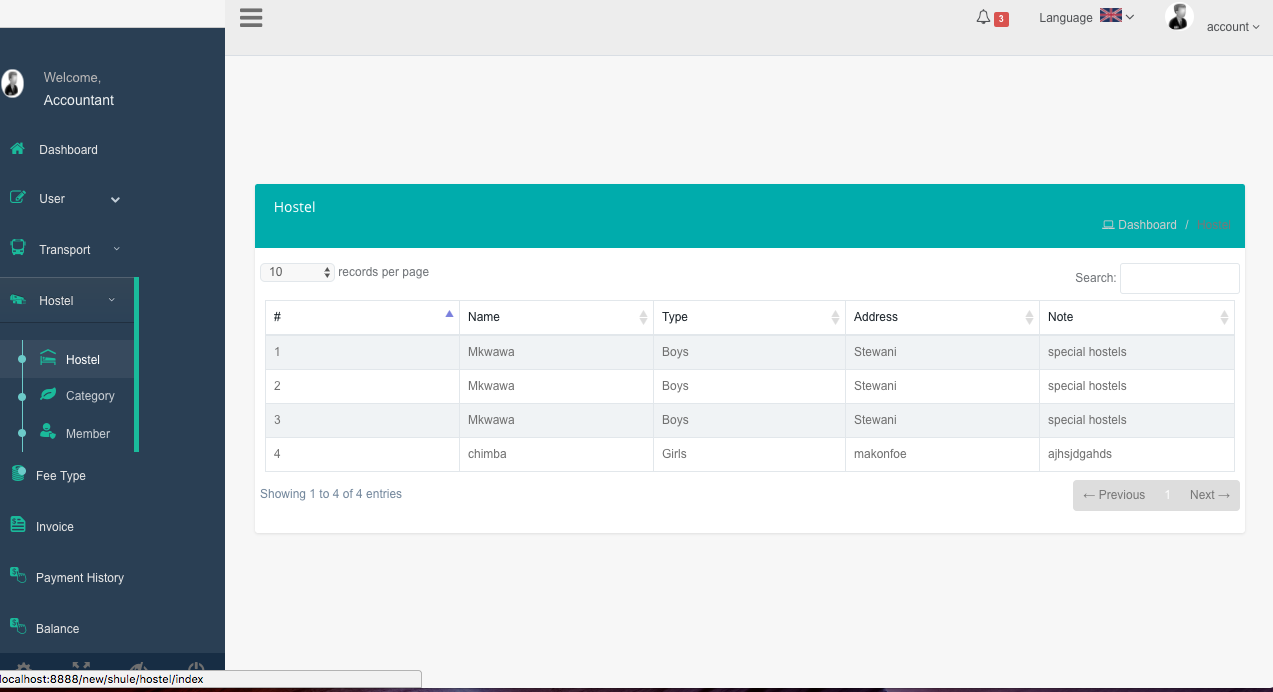 3
Language
account
Welcome,
Accountant
Dashboard
User
Transport
Hostel
Hostel
Category
Member
Fee Type
Invoice
Payment History
Balance
Hostel
Dashboard / Hostel
10 records per page
Search:
# Name Type Address Note
1 Mkwawa Boys Stewani special hostels
2 Mkwawa Boys Stewani special hostels
3 Mkwawa Boys Stewani special hostels
4 chimba Girls makonfoe ajhsjdgahds
Showing 1 to 4 of 4 entries
← Previous 1 Next →
localhost:8888/new/shule/hostel/index